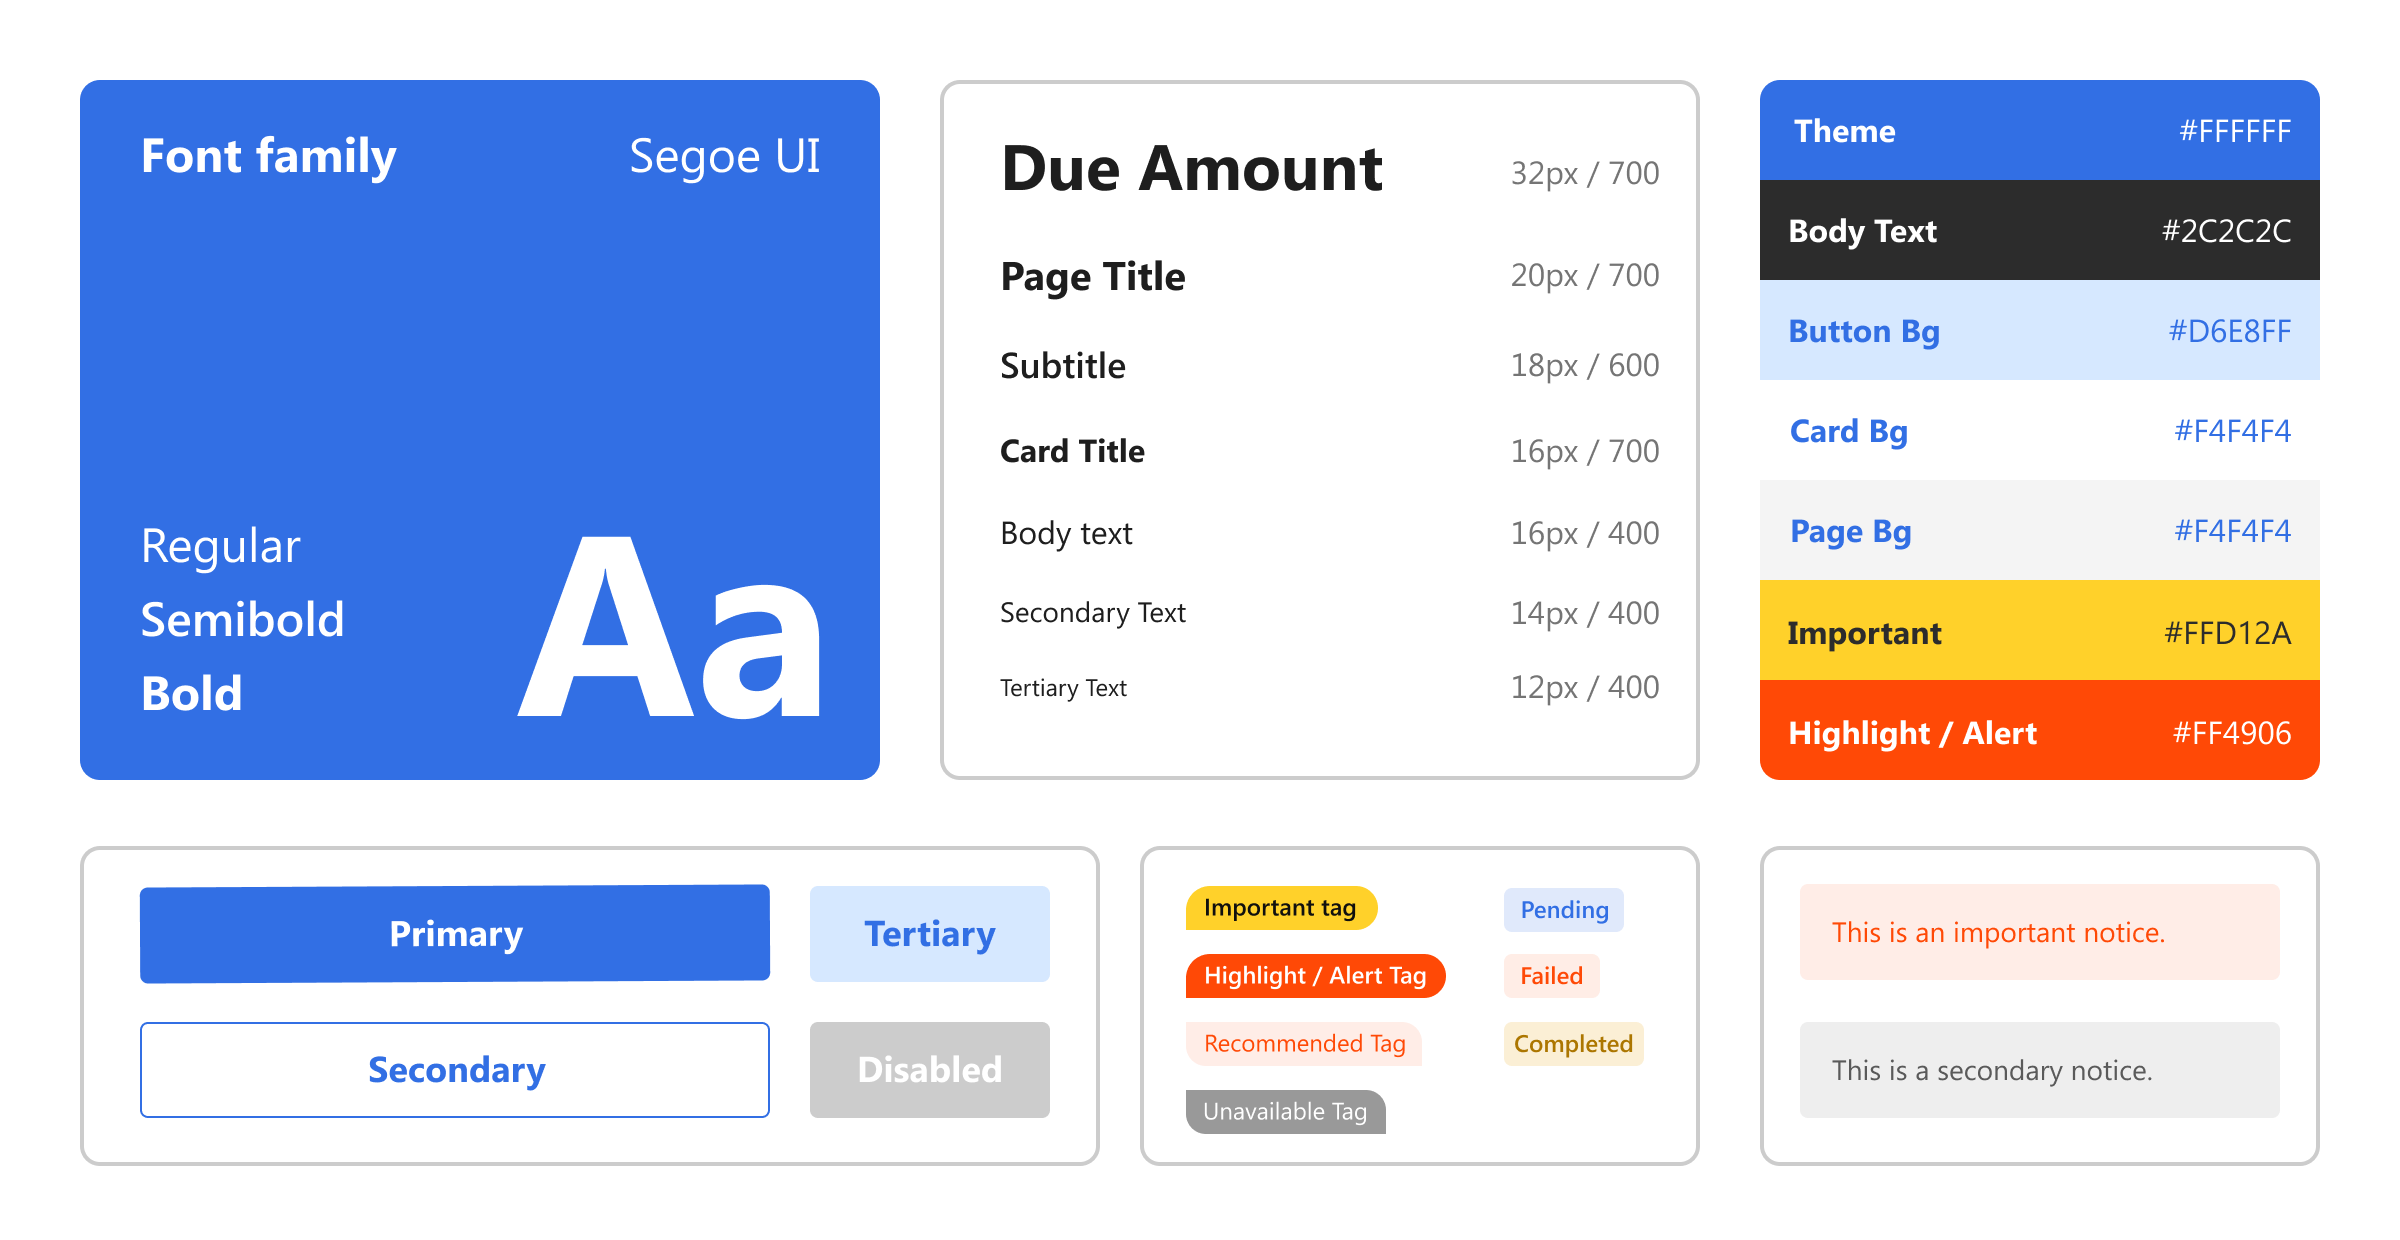 Font family
Segoe UI
Regular
Semibold
Bold
Aa
Due Amount 32px / 700
Page Title 20px / 700
Subtitle 18px / 600
Card Title 16px / 700
Body text 16px / 400
Secondary Text 14px / 400
Tertiary Text 12px / 400
Theme #FFFFFF
Body Text #2C2C2C
Button Bg #D6E8FF
Card Bg #F4F4F4
Page Bg #F4F4F4
Important #FFD12A
Highlight / Alert #FF4906
Primary
Tertiary
Secondary
Disabled
Important tag
Highlight / Alert Tag
Recommended Tag
Unavailable Tag
Pending
Failed
Completed
This is an important notice.
This is a secondary notice.